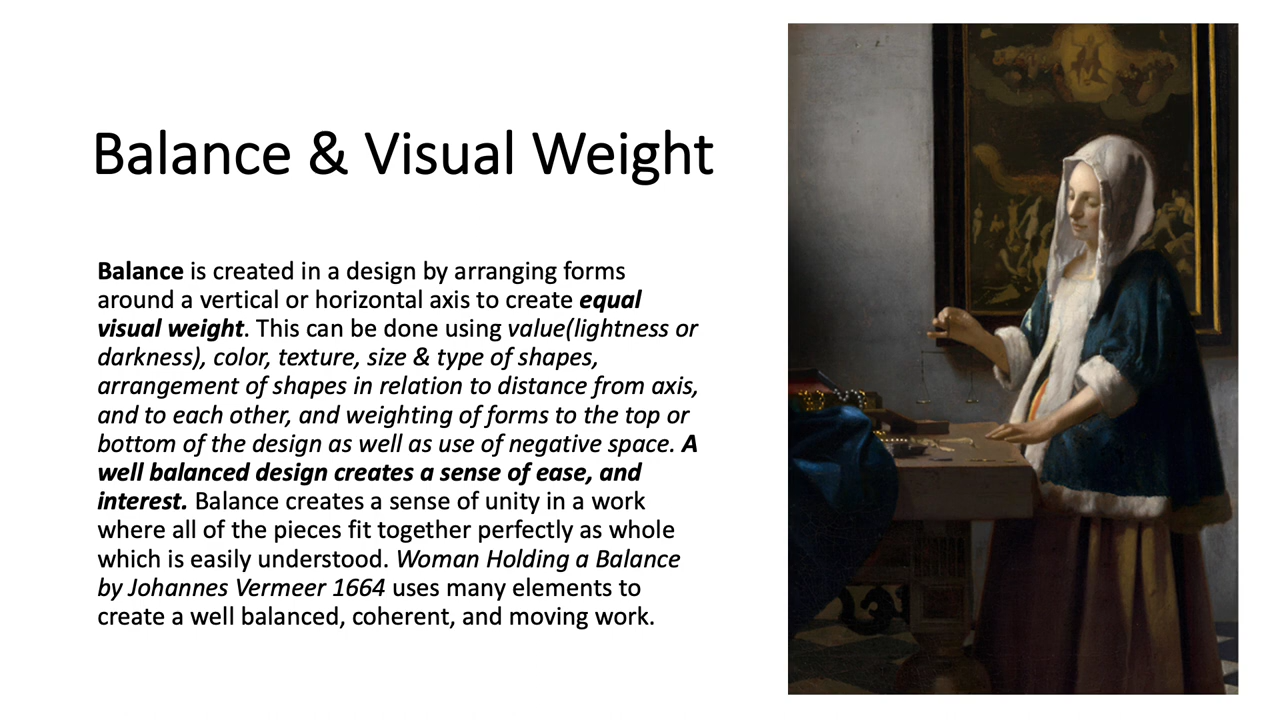 Balance & Visual Weight
Balance is created in a design by arranging forms
around a vertical or horizontal axis to create equal
visual weight. This can be done using value(lightness or
darkness), color, texture, size & type of shapes,
arrangement of shapes in relation to distance from axis,
and to each other, and weighting of forms to the top or
bottom of the design as well as use of negative space. A
well balanced design creates a sense of ease, and
interest. Balance creates a sense of unity in a work
where all of the pieces fit together perfectly as whole
which is easily understood. Woman Holding a Balance
by Johannes Vermeer 1664 uses many elements to
create a well balanced, coherent, and moving work.